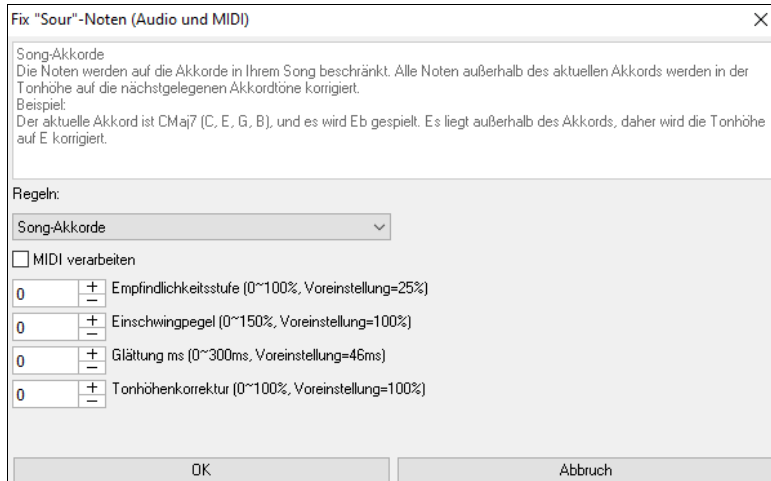 Fix "Sour"-Noten (Audio und MIDI)
Song-Akkorde
Die Noten werden auf die Akkorde in Ihrem Song beschränkt. Alle Noten außerhalb des aktuellen Akkords werden in der
Tonhöhe auf die nächstgelegenen Akkordtöne korrigiert.
Beispiel:
Der aktuelle Akkord ist CMaj7 (C, E, G, B), und es wird Eb gespielt. Es liegt außerhalb des Akkords, daher wird die Tonhöhe
auf E korrigiert.
Regeln:
Song-Akkorde
MIDI verarbeiten
0 Empfindlichkeitsstufe (0~100%, Voreinstellung=25%)
0 Einschwingpegel (0~150%, Voreinstellung=100%)
0 Glättung ms (0~300ms, Voreinstellung=46ms)
0 Tonhöhenkorrektur (0~100%, Voreinstellung=100%)
OK Abbruch